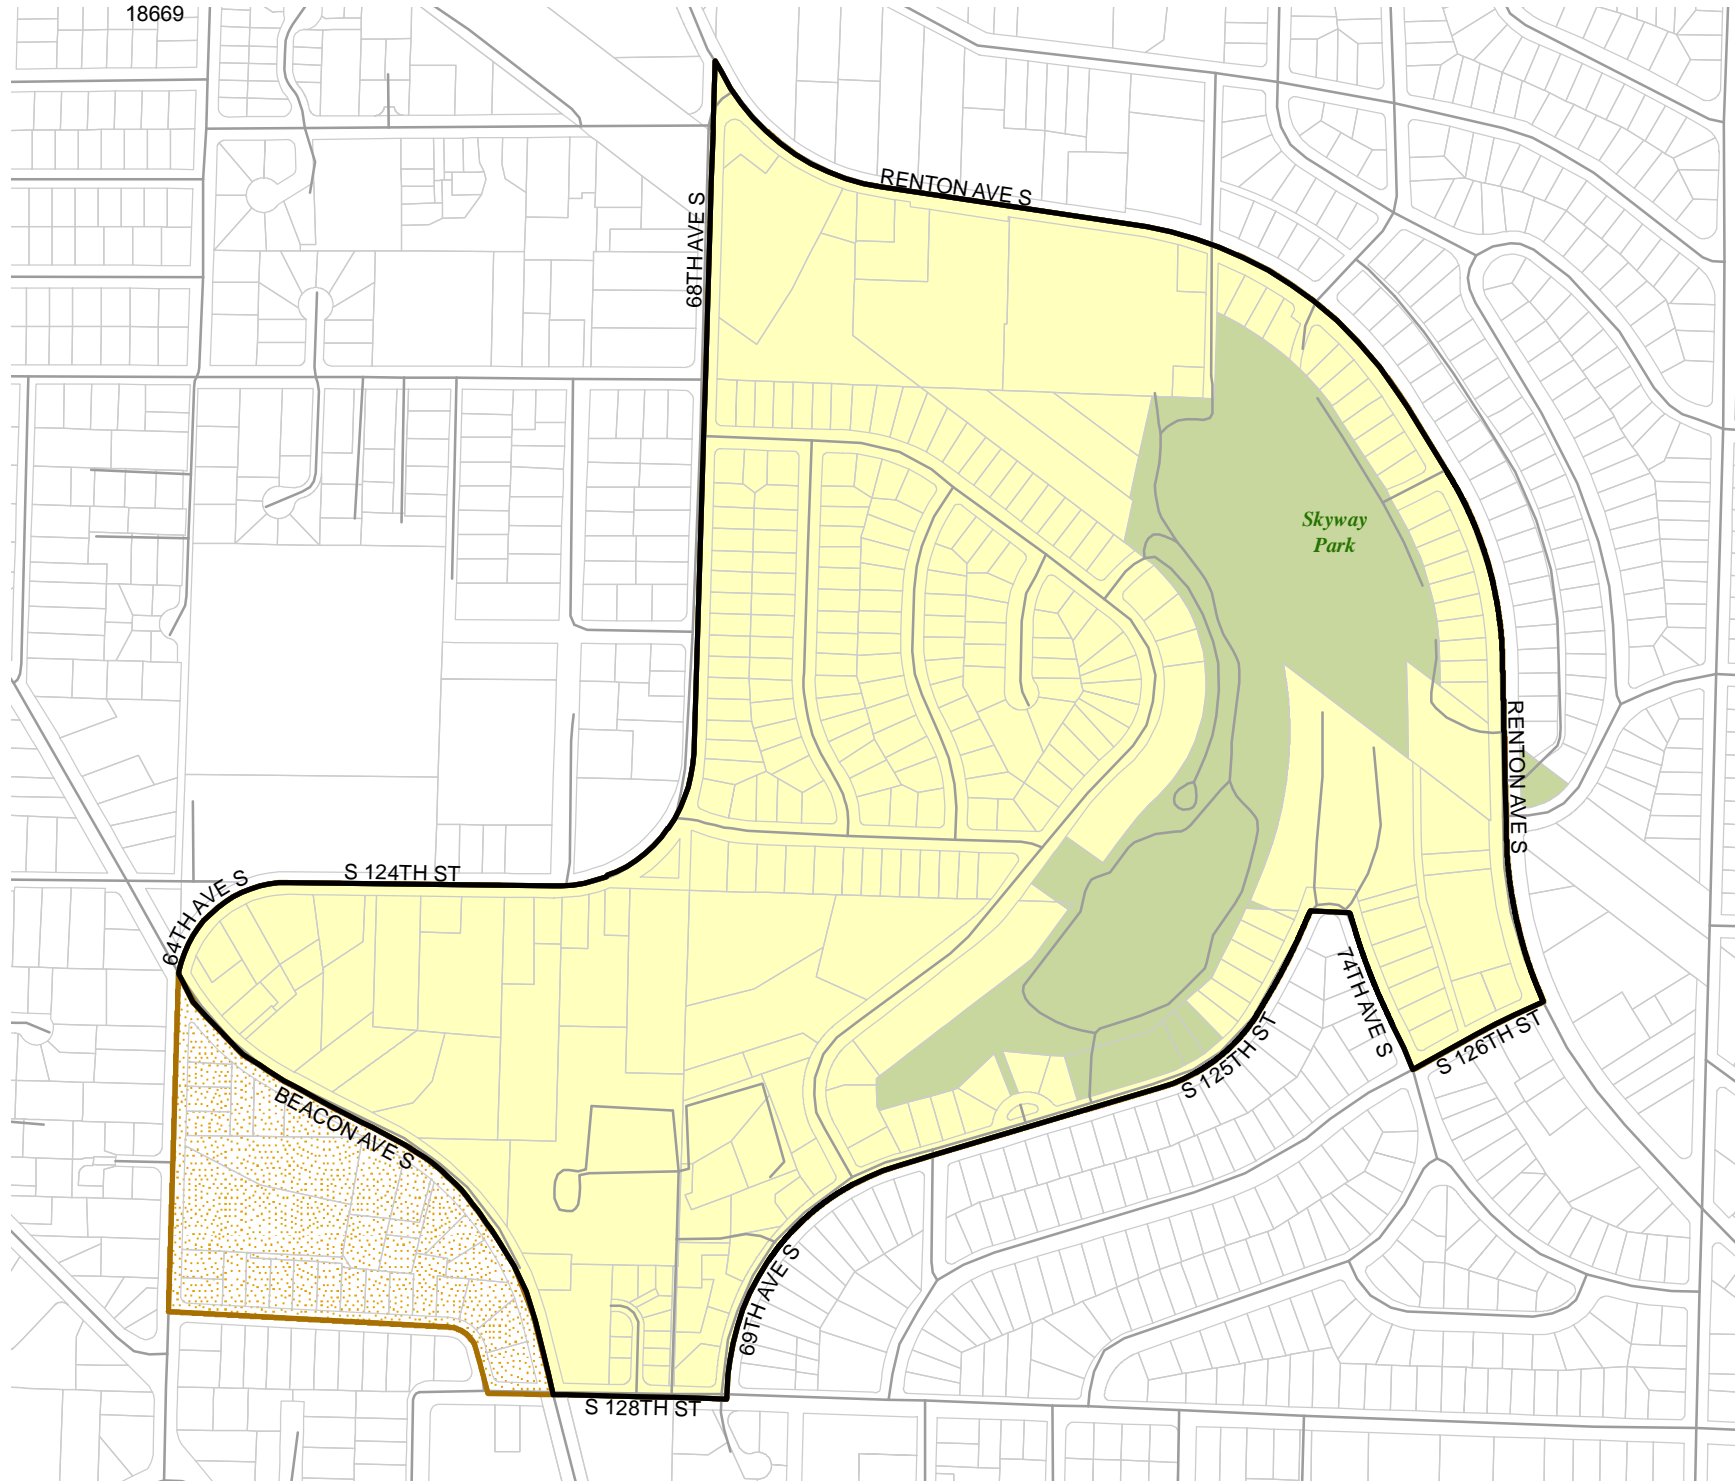 18669
RENTON AVE S
68TH AVE S
Skyway
Park
RENTON AVE S
S 124TH ST
64TH AVE S
74TH AVE S
S 126TH ST
S 125TH ST
BEACON AVE S
69TH AVE S
S 128TH ST